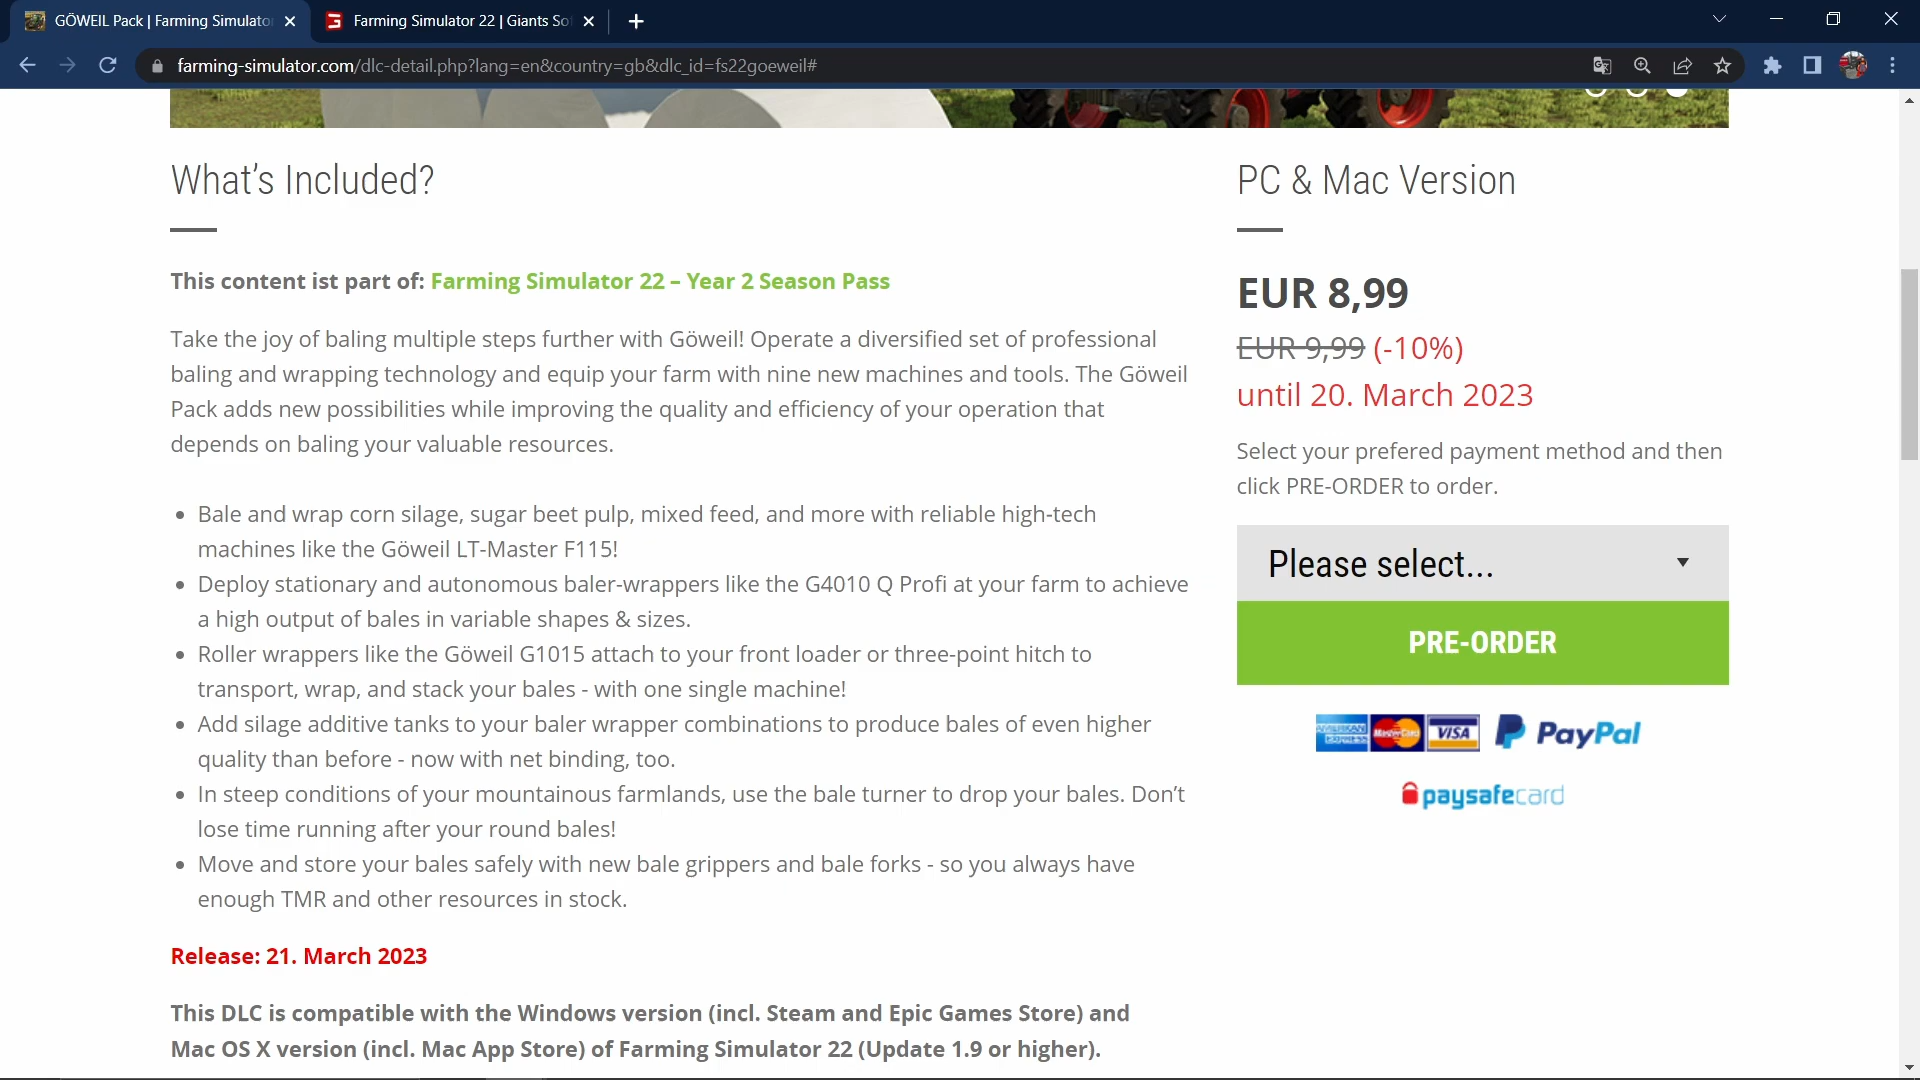 GÖWEIL Pack | Farming Simulator
Farming Simulator 22 | Giants So
farming-simulator.com/dlc-detail.php?lang=en&country=gb&dlc_id=fs22goeweil#
What's Included?
This content ist part of: Farming Simulator 22 – Year 2 Season Pass
Take the joy of baling multiple steps further with Göweil! Operate a diversified set of professional
baling and wrapping technology and equip your farm with nine new machines and tools. The Göweil
Pack adds new possibilities while improving the quality and efficiency of your operation that
depends on baling your valuable resources.
• Bale and wrap corn silage, sugar beet pulp, mixed feed, and more with reliable high-tech
machines like the Göweil LT-Master F115!
• Deploy stationary and autonomous baler-wrappers like the G4010 Q Profi at your farm to achieve
a high output of bales in variable shapes & sizes.
• Roller wrappers like the Göweil G1015 attach to your front loader or three-point hitch to
transport, wrap, and stack your bales - with one single machine!
• Add silage additive tanks to your baler wrapper combinations to produce bales of even higher
quality than before - now with net binding, too.
• In steep conditions of your mountainous farmlands, use the bale turner to drop your bales. Don't
lose time running after your round bales!
• Move and store your bales safely with new bale grippers and bale forks - so you always have
enough TMR and other resources in stock.
Release: 21. March 2023
This DLC is compatible with the Windows version (incl. Steam and Epic Games Store) and
Mac OS X version (incl. Mac App Store) of Farming Simulator 22 (Update 1.9 or higher).
PC & Mac Version
EUR 8,99
EUR 9,99 (-10%)
until 20. March 2023
Select your prefered payment method and then
click PRE-ORDER to order.
Please select...
PRE-ORDER
AMERICAN EXPRESS MasterCard VISA PayPal
paysafecard